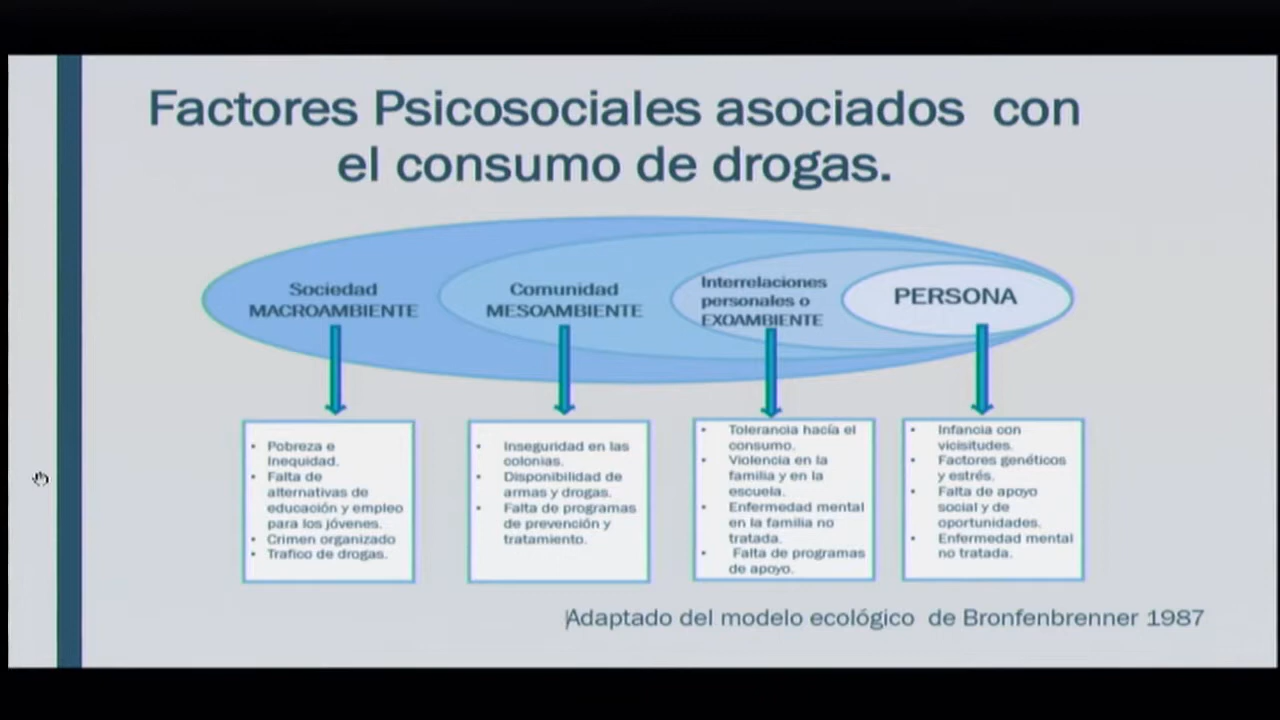 Factores Psicosociales asociados con
el consumo de drogas.
Sociedad
MACROAMBIENTE
Comunidad
MESOAMBIENTE
Interrelaciones
personales o
EXOAMBIENTE
PERSONA
• Pobreza e
Inequidad.
• Falta de
alternativas de
educación y empleo
para los jóvenes.
• Crimen organizado
• Trafico de drogas.
• Inseguridad en las
colonias.
• Disponibilidad de
armas y drogas.
• Falta de programas
de prevención y
tratamiento.
• Tolerancia hacía el
consumo.
• Violencia en la
familia y en la
escuela.
• Enfermedad mental
en la familia no
tratada.
• Falta de programas
de apoyo.
• Infancia con
vicisitudes.
• Factores genéticos
y estrés.
• Falta de apoyo
social y de
oportunidades.
• Enfermedad mental
no tratada.
Adaptado del modelo ecológico de Bronfenbrenner 1987